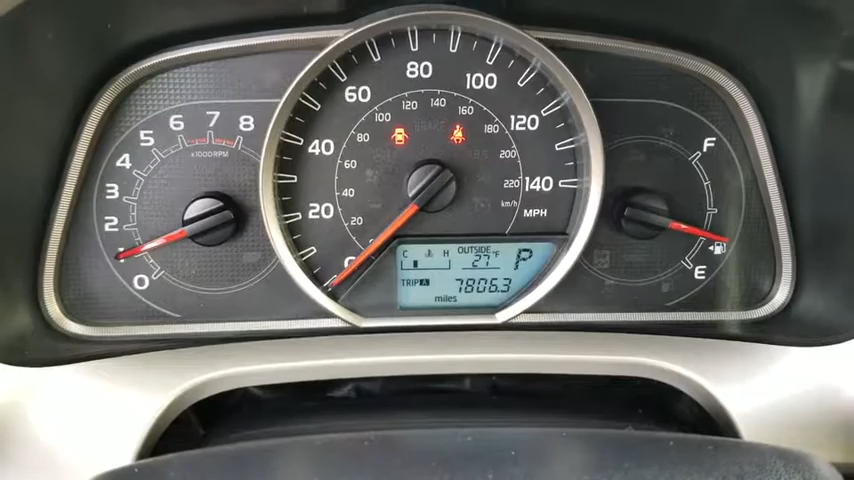 0
1
2
3
4
5
6
7
8
x1000RPM
0
20
40
60
80
100
120
140
MPH
20
40
60
80
100
120
140
160
180
200
220
km/h
BRAKE
C H
OUTSIDE
27°F
P
TRIP A
7806.3
miles
F
E